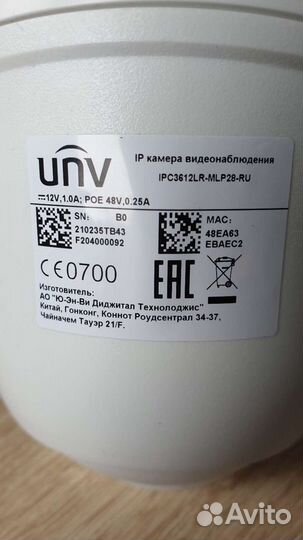 unv
IP камера видеонаблюдения
IPC3612LR-MLP28-RU
12V,1.0A; POE 48V,0.25A
SN: B0
210235TB43
F204000092
MAC:
48EA63
EBAEC2
CE0700
EAC
Изготовитель:
АО "Ю-Эн-Ви Диджитал Технолоджис"
Китай, Гонконг, Коннот Роудсентрал 34-37,
Чайначем Тауэр 21/F.
Avito